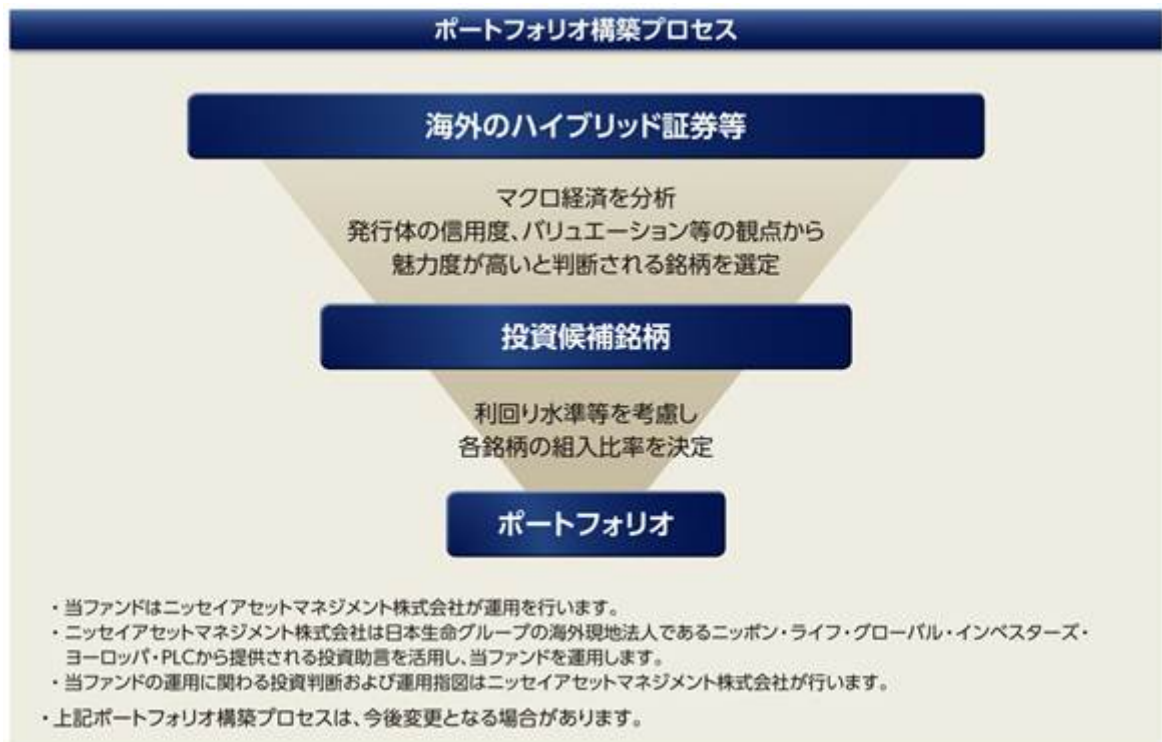 ポートフォリオ構築プロセス
海外のハイブリッド証券等
マクロ経済を分析
発行体の信用度、バリュエーション等の観点から
魅力度が高いと判断される銘柄を選定
投資候補銘柄
利回り水準等を考慮し
各銘柄の組入比率を決定
ポートフォリオ
・当ファンドはニッセイアセットマネジメント株式会社が運用を行います。
・ニッセイアセットマネジメント株式会社は日本生命グループの海外現地法人であるニッポン・ライフ・グローバル・インベスターズ・
ヨーロッパ・PLCから提供される投資助言を活用し、当ファンドを運用します。
・当ファンドの運用に関わる投資判断および運用指図はニッセイアセットマネジメント株式会社が行います。
・上記ポートフォリオ構築プロセスは、今後変更となる場合があります。